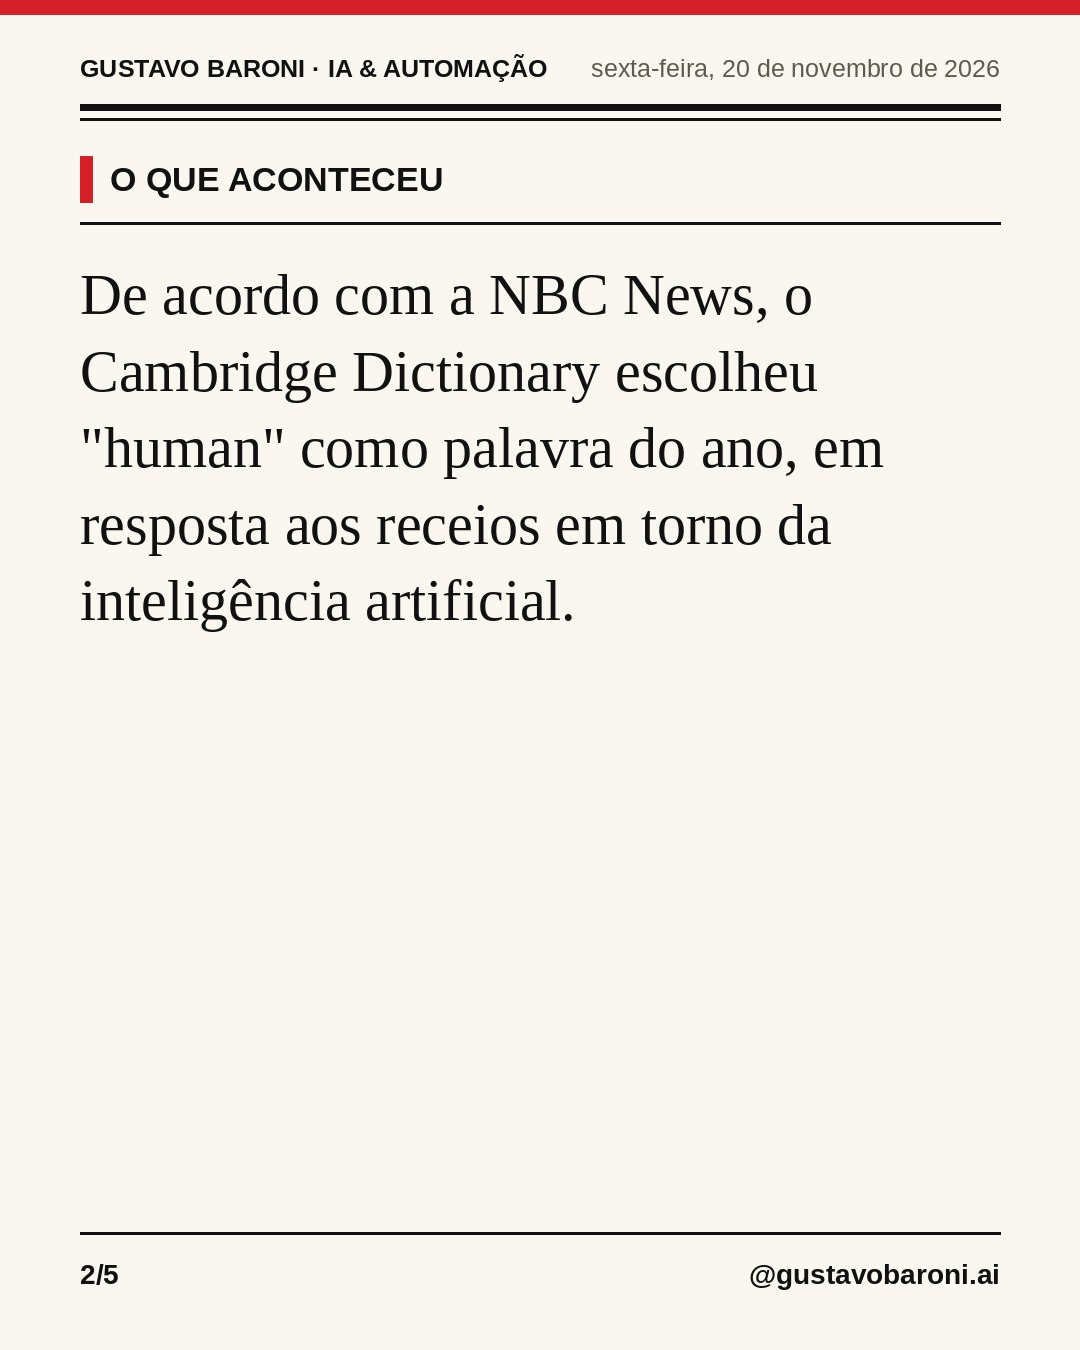 GUSTAVO BARONI · IA & AUTOMAÇÃO sexta-feira, 20 de novembro de 2026
O QUE ACONTECEU
De acordo com a NBC News, o
Cambridge Dictionary escolheu
"human" como palavra do ano, em
resposta aos receios em torno da
inteligência artificial.
2/5 @gustavobaroni.ai